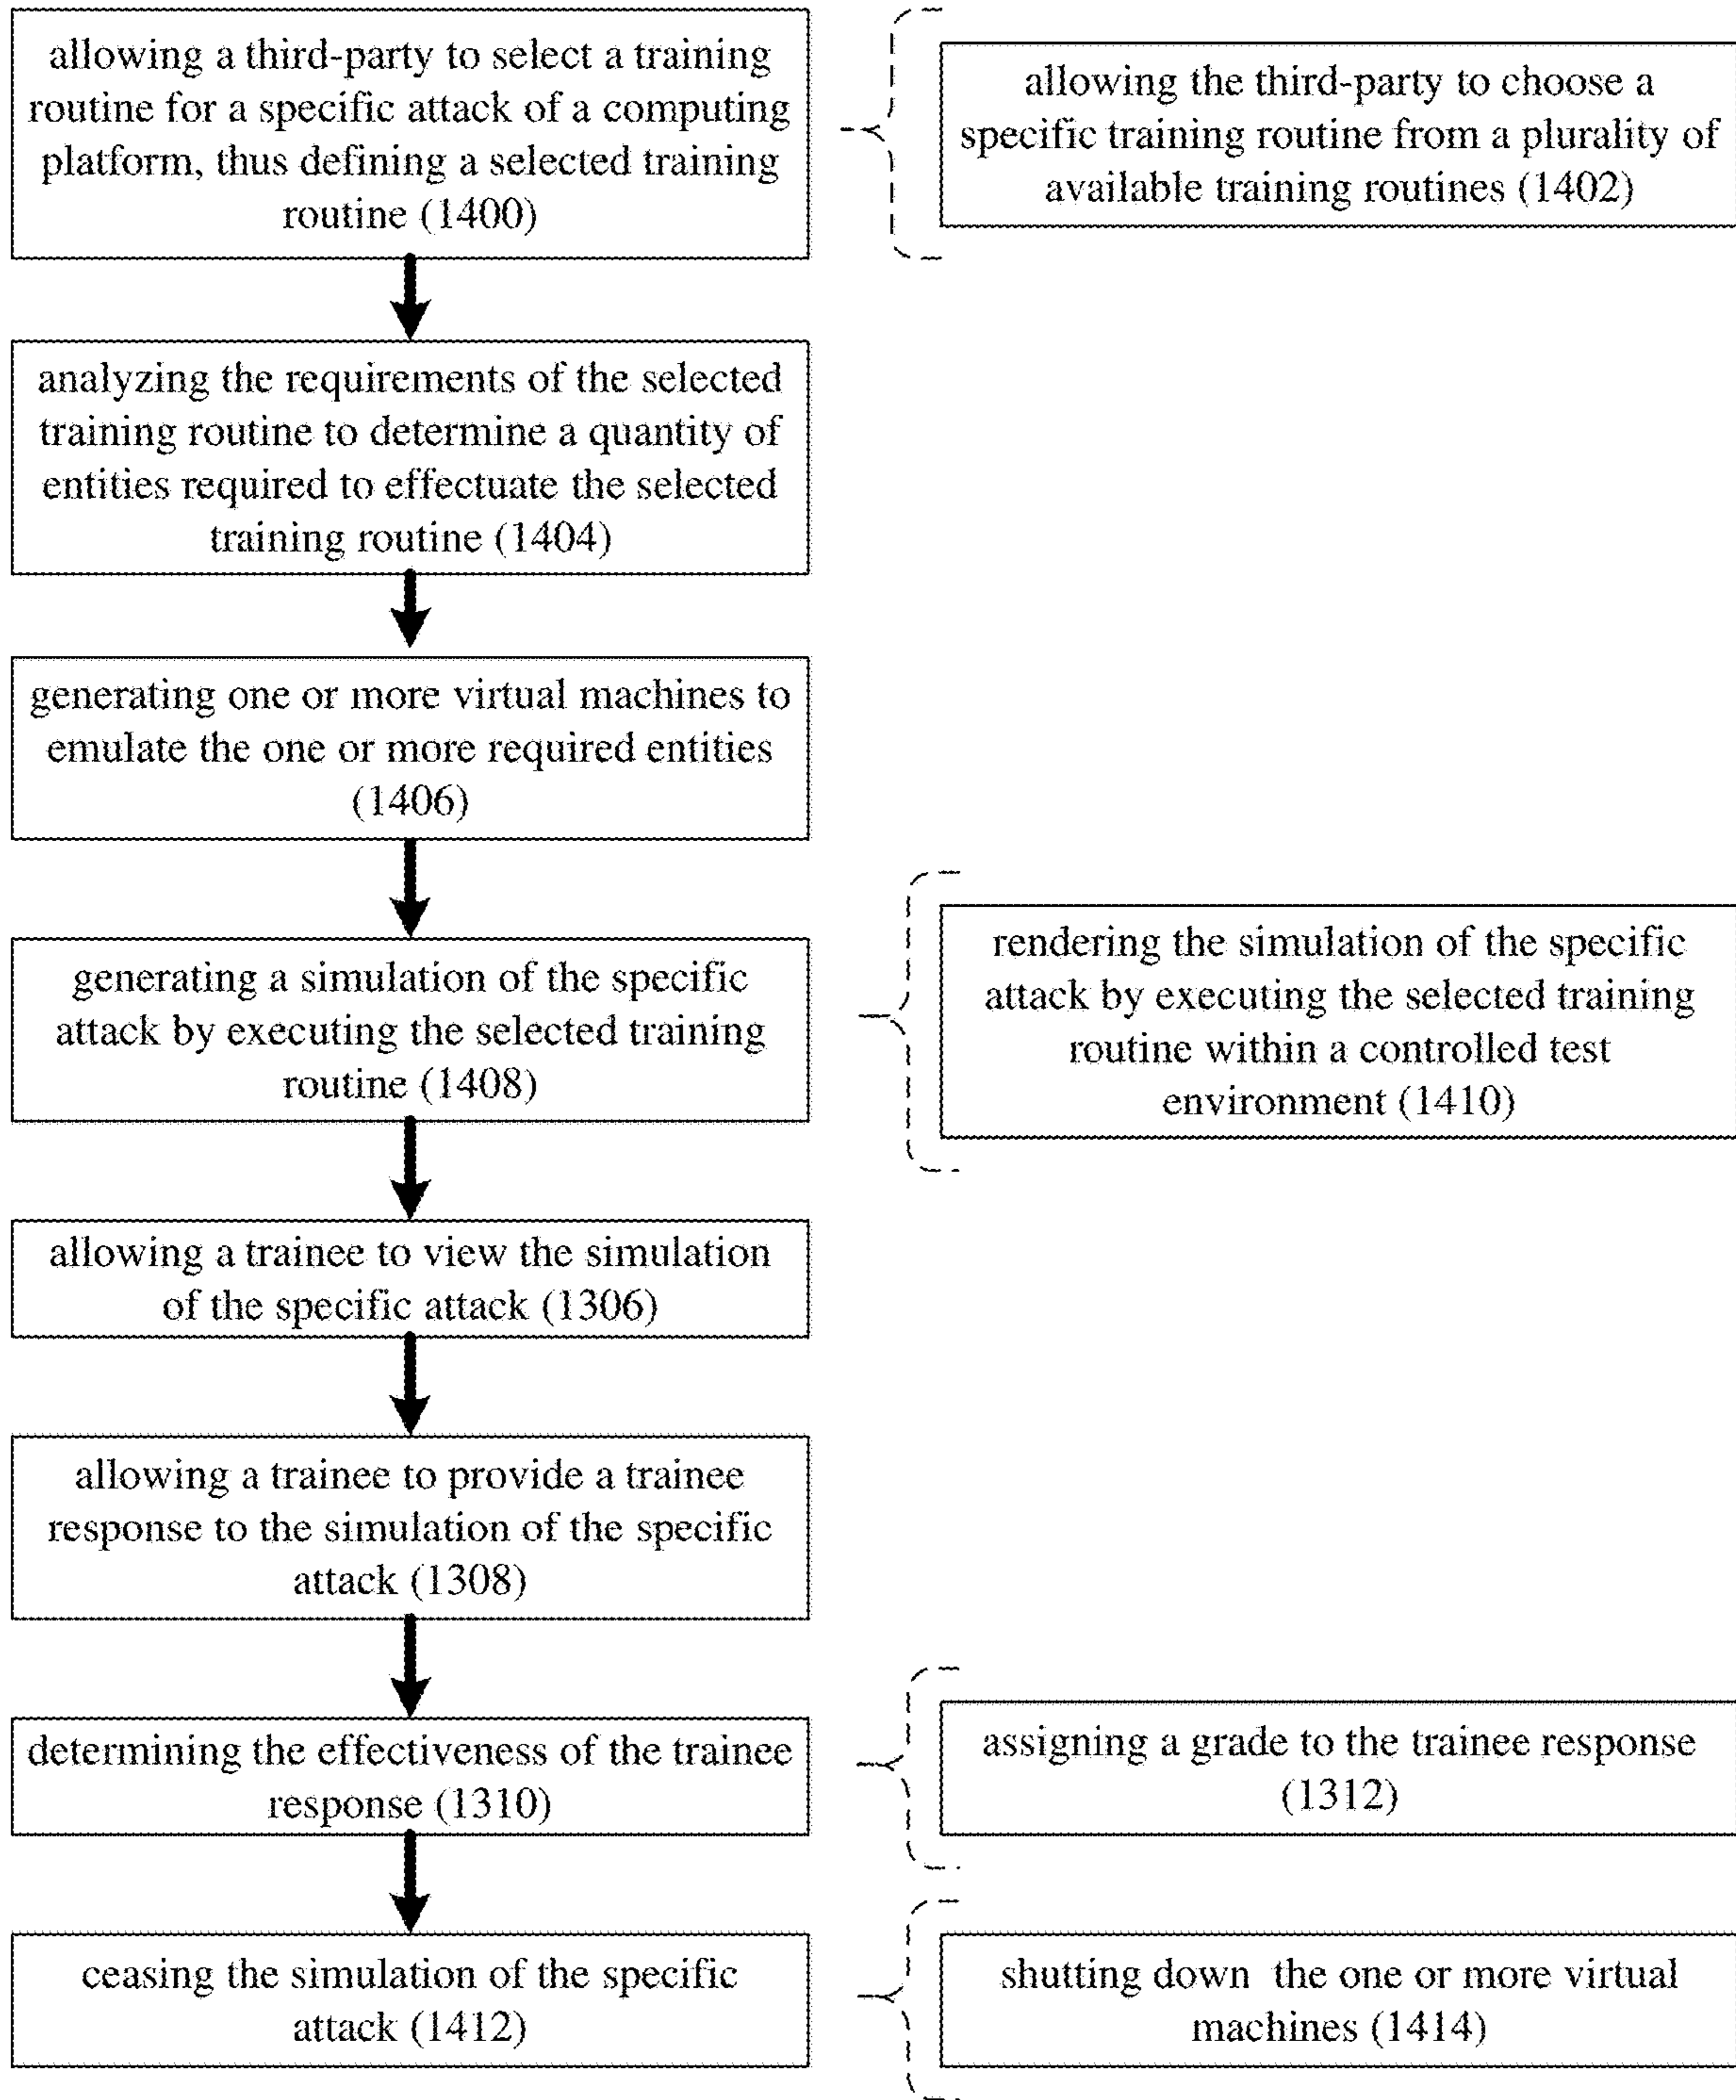 allowing a third-party to select a training
routine for a specific attack of a computing
platform, thus defining a selected training
routine (1400)
allowing the third-party to choose a
specific training routine from a plurality of
available training routines (1402)
analyzing the requirements of the selected
training routine to determine a quantity of
entities required to effectuate the selected
training routine (1404)
generating one or more virtual machines to
emulate the one or more required entities
(1406)
generating a simulation of the specific
attack by executing the selected training
routine (1408)
rendering the simulation of the specific
attack by executing the selected training
routine within a controlled test
environment (1410)
allowing a trainee to view the simulation
of the specific attack (1306)
allowing a trainee to provide a trainee
response to the simulation of the specific
attack (1308)
determining the effectiveness of the trainee
response (1310)
assigning a grade to the trainee response
(1312)
ceasing the simulation of the specific
attack (1412)
shutting down the one or more virtual
machines (1414)